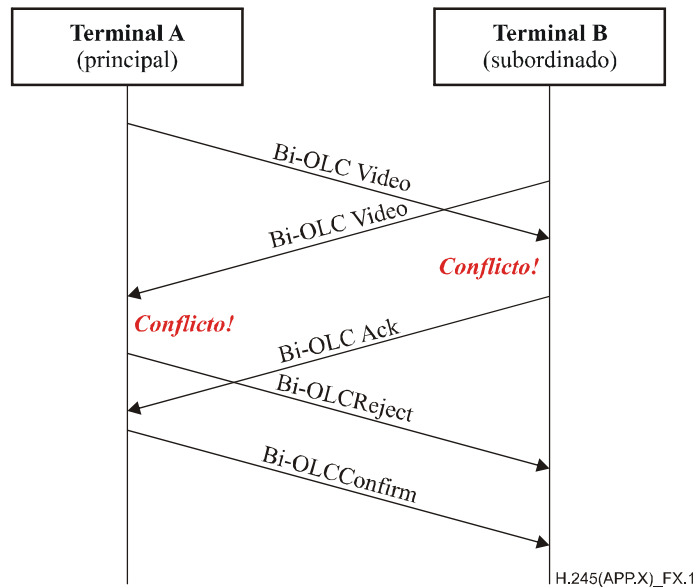 Terminal A
(principal)
Terminal B
(subordinado)
Bi-OLC Video
Bi-OLC Video
Conflicto!
Conflicto!
Bi-OLC Ack
Bi-OLCReject
Bi-OLCConfirm
H.245(APP.X)_FX.1